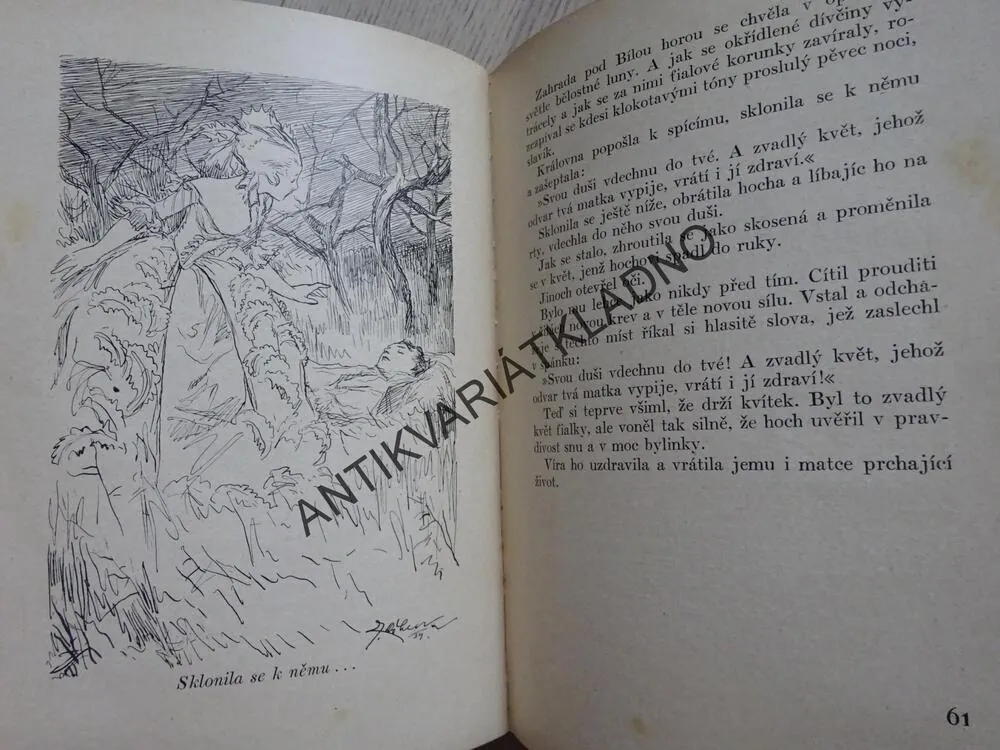 Sklonila se k němu . . .
Zahrada pod Bílou horou se chvěla v
světle bělostné luny. A jak se okřídlené dívčiny vy-
trácely a jak se za nimi fialové korunky zavíraly, ro-
zezpíval se kdesi klokotavými tóny proslulý pěvec noci,
slavík.
Královna popošla k spícímu, sklonila se k němu
a zašeptala:
»Svou duši vdechnu do tvé. A zvadlý květ, jehož
odvar tvá matka vypije, vrátí i jí zdraví.«
Sklonila se ještě níže, obrátila hocha a líbajíc ho na
rty, vdechla do něho svou duši.
Jak se stalo, zhroutila se jako skosená a proměnila
se v květ, jenž hochovi spadl do ruky.
Jinoch otevřel oči.
Bylo mu lehce jako nikdy před tím. Cítil prouditi
novou krev a v těle novou sílu. Vstal a odchá-
zeje s těchto míst říkal si hlasitě slova, jež zaslechl
v spánku:
»Svou duši vdechnu do tvé! A zvadlý květ, jehož
odvar tvá matka vypije, vrátí i jí zdraví!«
Teď si teprve všiml, že drží kvítek. Byl to zvadlý
květ fialky, ale voněl tak silně, že hoch uvěřil v prav-
divost snu a v moc bylinky.
Víra ho uzdravila a vrátila jemu i matce prchající
život.
61
ANTIKVARIÁTKLADNO